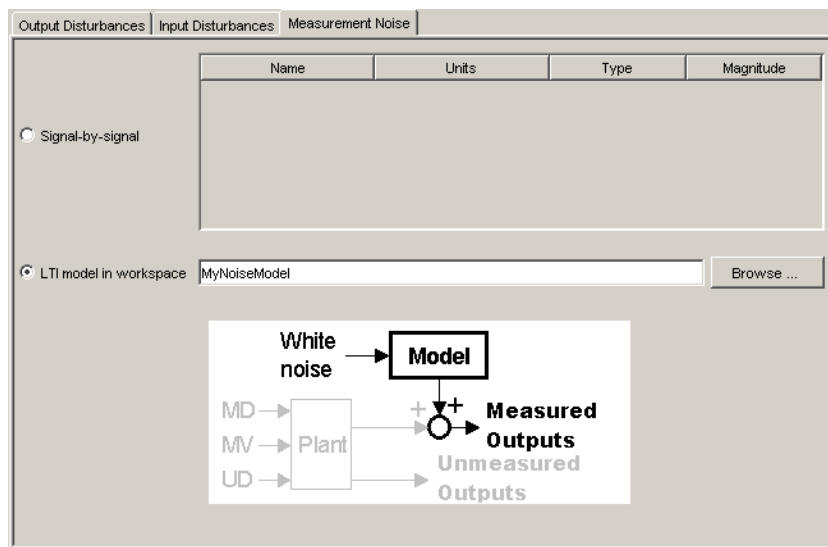 Output Disturbances Input Disturbances Measurement Noise
Name Units Type Magnitude
Signal-by-signal
LTI model in workspace MyNoiseModel Browse ...
White
noise
Model
MD
+ +
Measured
Outputs
MV Plant
Unmeasured
Outputs
UD